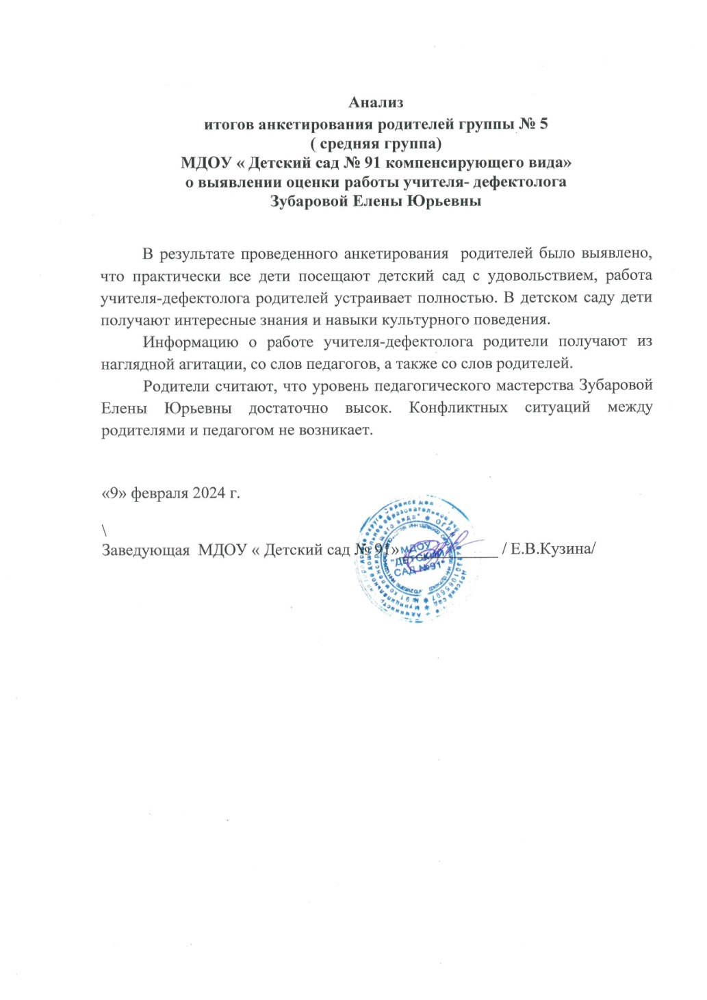 Анализ
итогов анкетирования родителей группы № 5
( средняя группа)
МДОУ « Детский сад № 91 компенсирующего вида»
о выявлении оценки работы учителя- дефектолога
Зубаровой Елены Юрьевны
В результате проведенного анкетирования родителей было выявлено,
что практически все дети посещают детский сад с удовольствием, работа
учителя-дефектолога родителей устраивает полностью. В детском саду дети
получают интересные знания и навыки культурного поведения.
Информацию о работе учителя-дефектолога родители получают из
наглядной агитации, со слов педагогов, а также со слов родителей.
Родители считают, что уровень педагогического мастерства Зубаровой
Елены Юрьевны достаточно высок. Конфликтных ситуаций между
родителями и педагогом не возникает.
«9» февраля 2024 г.
\
Заведующая МДОУ « Детский сад № 91»____________ / Е.В.Кузина/
МДОУ
"ДЕТСКИЙ
САД №91"